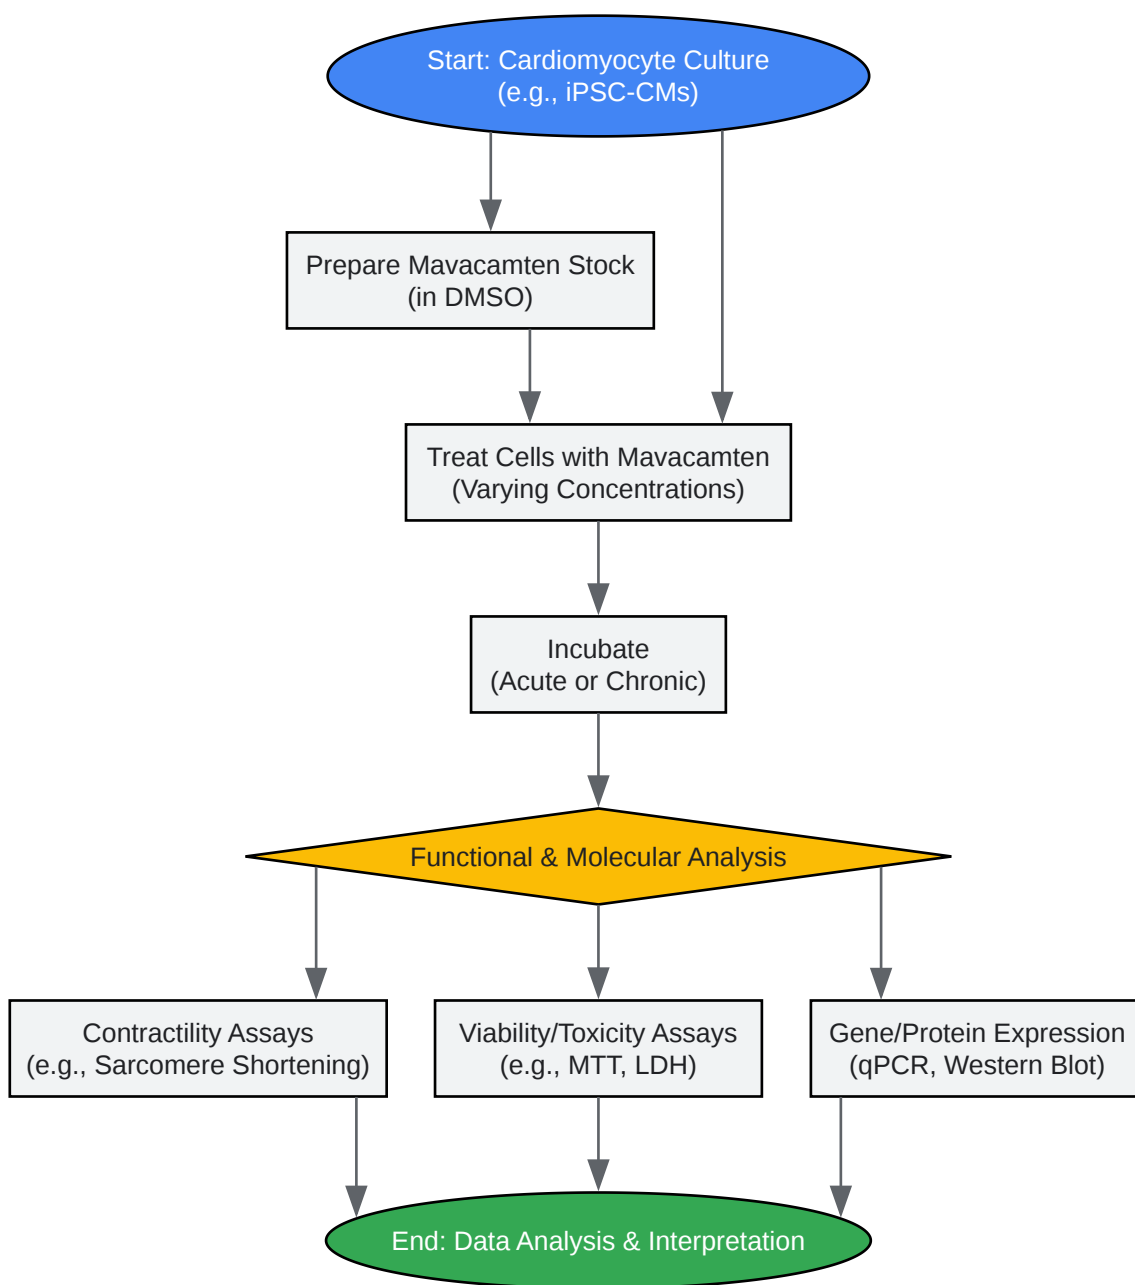 Start: Cardiomyocyte Culture
(e.g., iPSC-CMs)
Prepare Mavacamten Stock
(in DMSO)
Treat Cells with Mavacamten
(Varying Concentrations)
Incubate
(Acute or Chronic)
Functional & Molecular Analysis
Contractility Assays
(e.g., Sarcomere Shortening)
Viability/Toxicity Assays
(e.g., MTT, LDH)
Gene/Protein Expression
(qPCR, Western Blot)
End: Data Analysis & Interpretation